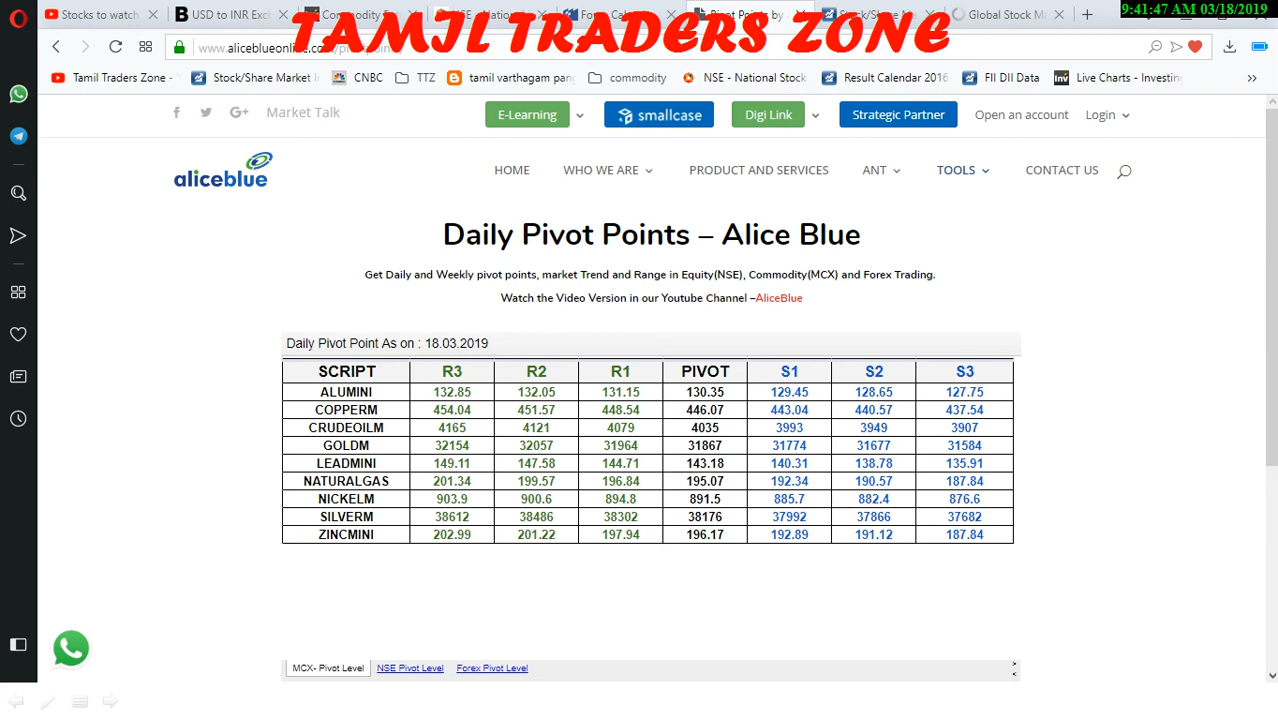 Stocks to watch
USD to INR Exc
Commodity
NSE - Nation
Pivot Points by
Stock/Share Ma
Global Stock M
9:41:47 AM 03/18/2019
TAMIL TRADERS ZONE
www.aliceblueonline.com
Tamil Traders Zone -
Stock/Share Market
CNBC
TTZ
tamil varthagam pan
commodity
NSE - National Stock
Result Calendar 2016
FII DII Data
Live Charts - Investing
Market Talk
E-Learning
smallcase
Digi Link
Strategic Partner
Open an account
Login
aliceblue
HOME
WHO WE ARE
PRODUCT AND SERVICES
ANT
TOOLS
CONTACT US
Daily Pivot Points – Alice Blue
Get Daily and Weekly pivot points, market Trend and Range in Equity(NSE), Commodity(MCX) and Forex Trading.
Watch the Video Version in our Youtube Channel –AliceBlue
Daily Pivot Point As on : 18.03.2019
SCRIPT R3 R2 R1 PIVOT S1 S2 S3
ALUMINI 132.85 132.05 131.15 130.35 129.45 128.65 127.75
COPPERM 454.04 451.57 448.54 446.07 443.04 440.57 437.54
CRUDEOILM 4165 4121 4079 4035 3993 3949 3907
GOLDM 32154 32057 31964 31867 31774 31677 31584
LEADMINI 149.11 147.58 144.71 143.18 140.31 138.78 135.91
NATURALGAS 201.34 199.57 196.84 195.07 192.34 190.57 187.84
NICKELM 903.9 900.6 894.8 891.5 885.7 882.4 876.6
SILVERM 38612 38486 38302 38176 37992 37866 37682
ZINCMINI 202.99 201.22 197.94 196.17 192.89 191.12 187.84
MCX- Pivot Level
NSE Pivot Level
Forex Pivot Level